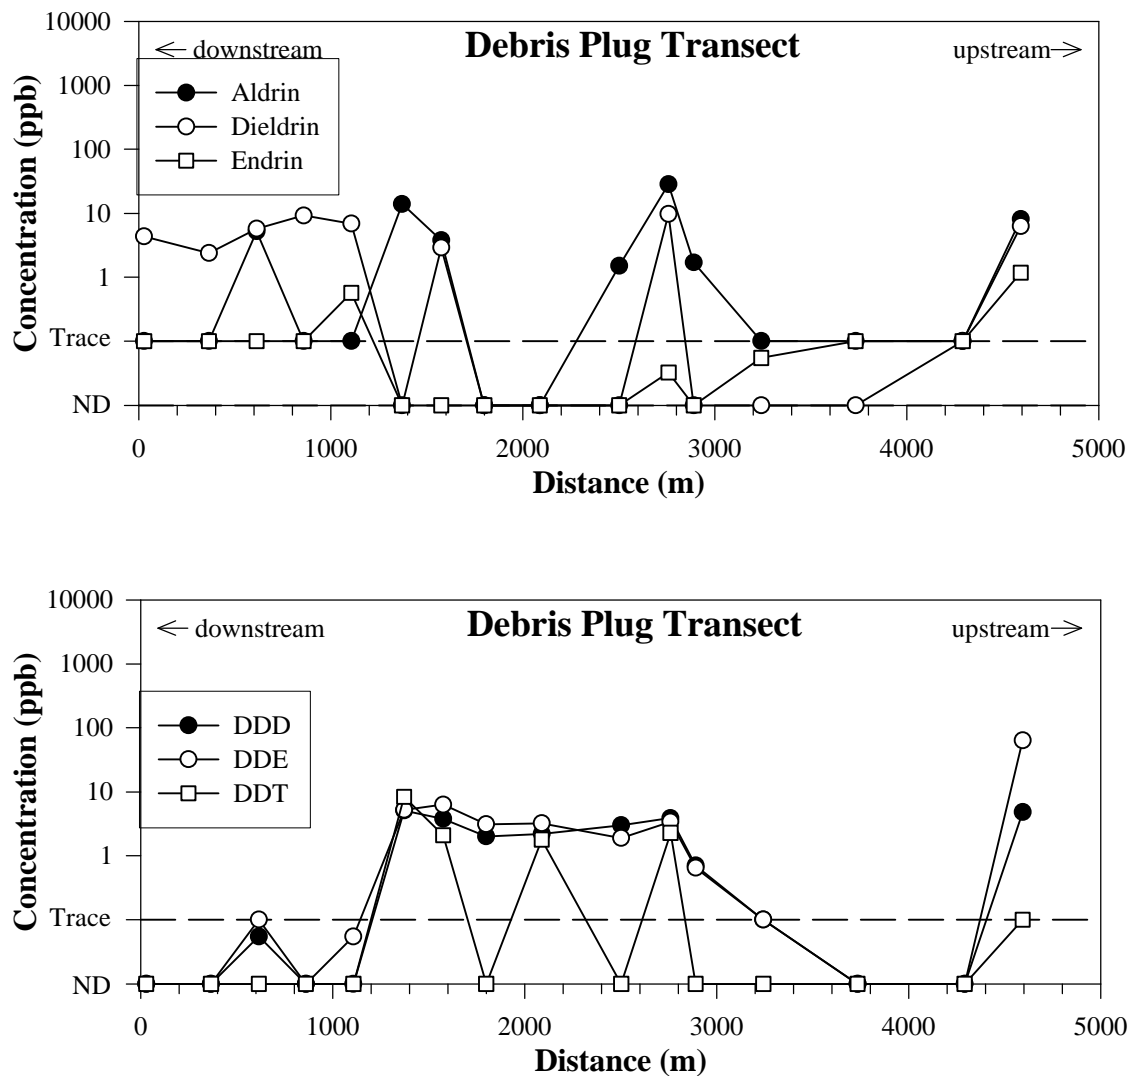 Debris Plug Transect
downstream
upstream
Aldrin
Dieldrin
Endrin
Concentration (ppb)
10000
1000
100
10
1
Trace
ND
0 1000 2000 3000 4000 5000
Distance (m)
Debris Plug Transect
downstream
upstream
DDD
DDE
DDT
Concentration (ppb)
10000
1000
100
10
1
Trace
ND
0 1000 2000 3000 4000 5000
Distance (m)